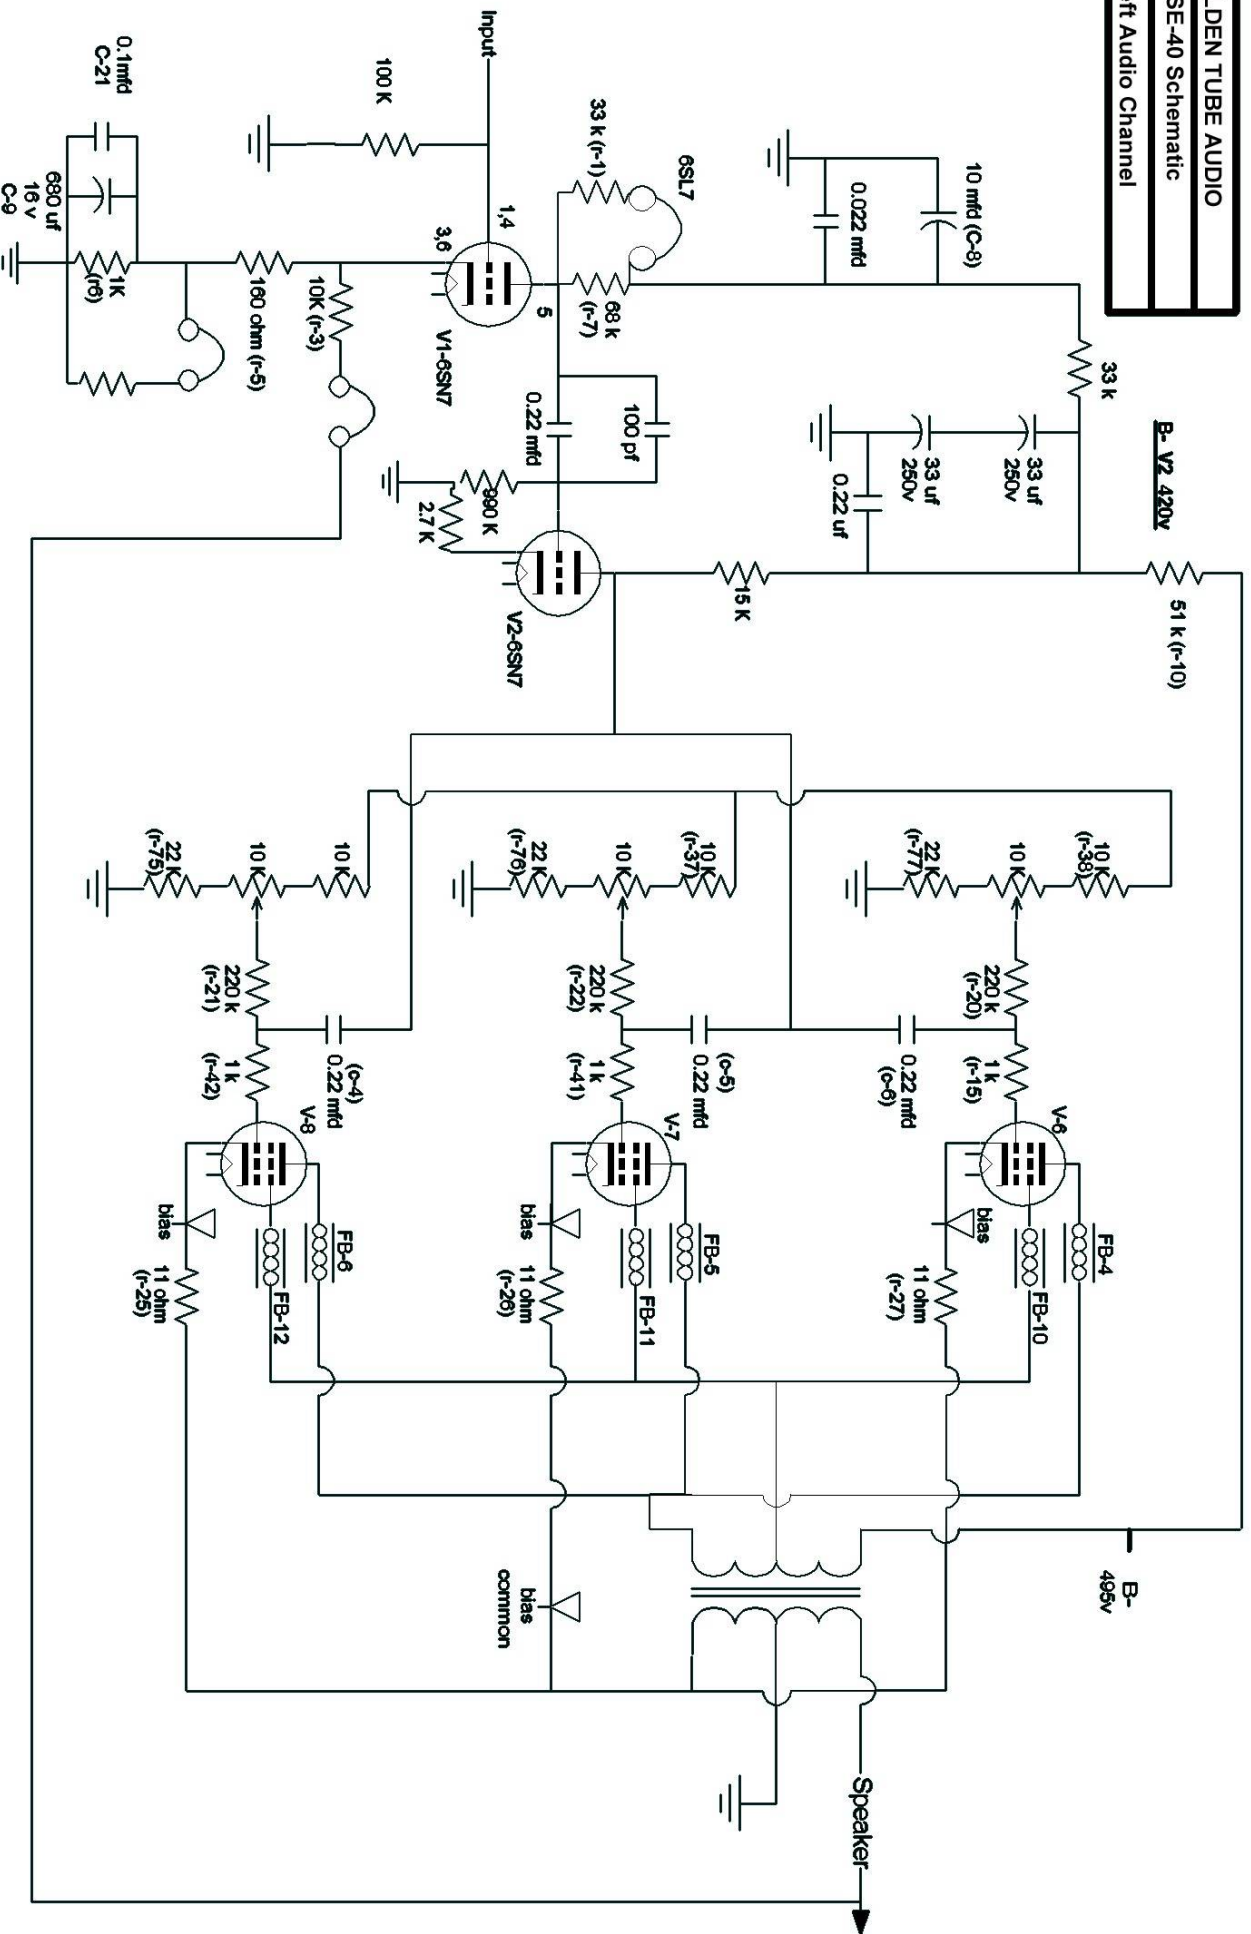 LDEN TUBE AUDIO
SE-40 Schematic
eft Audio Channel
B- V2 420v
51 k (r-10)
B-
495v
33 k
33 uf
250v
33 uf
250v
0.22 uf
10 mfd (C-8)
0.022 mfd
15 K
6SL7
33 k (r-1)
68 k
(r-7)
5
100 pf
0.22 mfd
Input
1,4
3,6
V1-6SN7
990 K
2.7 K
V2-6SN7
100 K
10K (r-3)
160 ohm (r-5)
0.1mfd
C-21
680 uf
16 v
C-9
1K
(r6)
10 K
(r-38)
10 K
22 K
(r-77)
220 k
(r-20)
1 k
(r-15)
0.22 mfd
(c-6)
V-6
bias
FB-4
FB-10
11 ohm
(r-27)
10 K
(r-37)
10 K
22 K
(r-76)
220 k
(r-22)
1 k
(r-41)
(c-5)
0.22 mfd
V-7
bias
FB-5
FB-11
11 ohm
(r-26)
10 K
10 K
22 K
(r-75)
220 k
(r-21)
1 k
(r-42)
(c-4)
0.22 mfd
V-8
bias
FB-6
FB-12
11 ohm
(r-25)
bias
common
Speaker